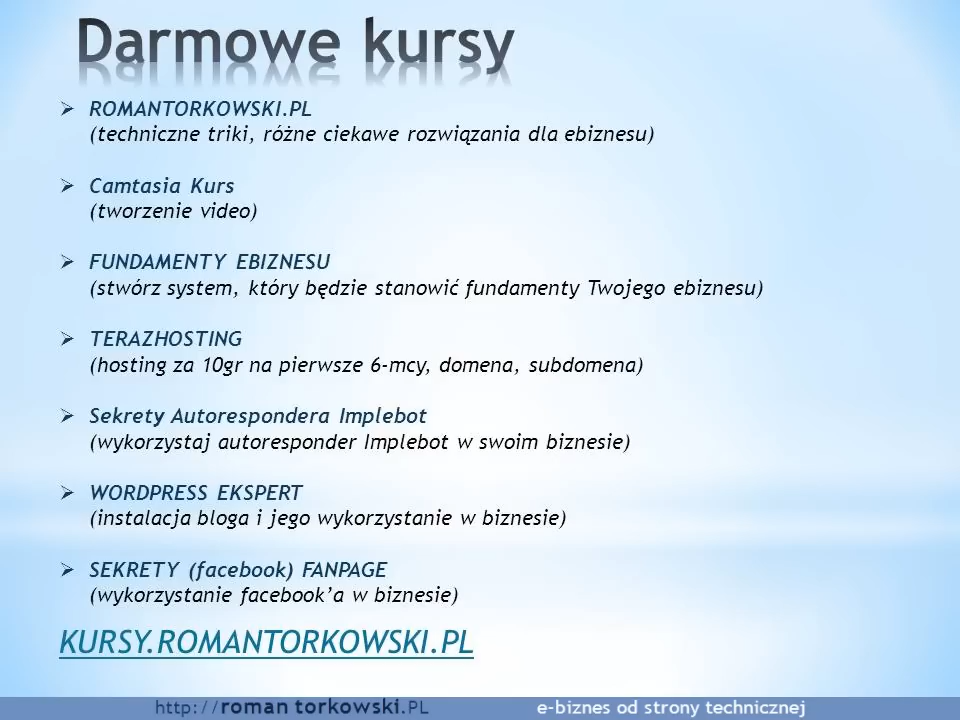 Darmowe kursy
ROMANTORKOWSKI.PL
(techniczne triki, różne ciekawe rozwiązania dla ebiznesu)
Camtasia Kurs
(tworzenie video)
FUNDAMENTY EBIZNESU
(stwórz system, który będzie stanowić fundamenty Twojego ebiznesu)
TERAZHOSTING
(hosting za 10gr na pierwsze 6-mcy, domena, subdomena)
Sekrety Autorespondera Implebot
(wykorzystaj autoresponder Implebot w swoim biznesie)
WORDPRESS EKSPERT
(instalacja bloga i jego wykorzystanie w biznesie)
SEKRETY (facebook) FANPAGE
(wykorzystanie facebook’a w biznesie)
KURSY.ROMANTORKOWSKI.PL
http://roman torkowski.PL e-biznes od strony technicznej